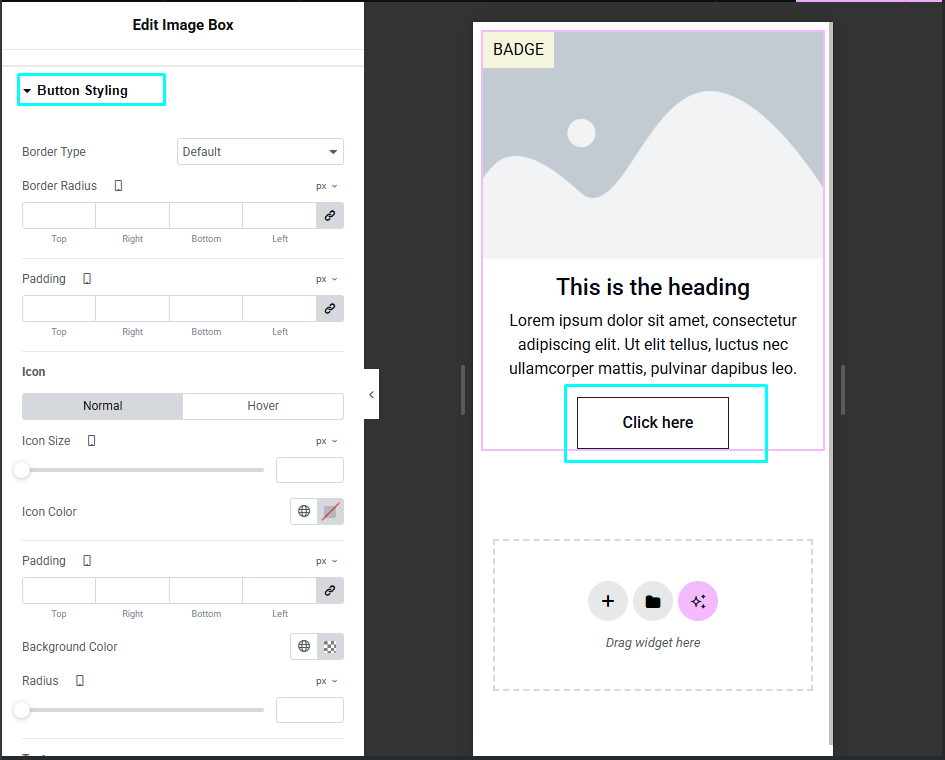 Edit Image Box
Button Styling
Border Type
Default
Border Radius
px
Top Right Bottom Left
Padding
px
Top Right Bottom Left
Icon
Normal Hover
Icon Size
px
Icon Color
Padding
px
Top Right Bottom Left
Background Color
Radius
px
BADGE
This is the heading
Lorem ipsum dolor sit amet, consectetur
adipiscing elit. Ut elit tellus, luctus nec
ullamcorper mattis, pulvinar dapibus leo.
Click here
Drag widget here